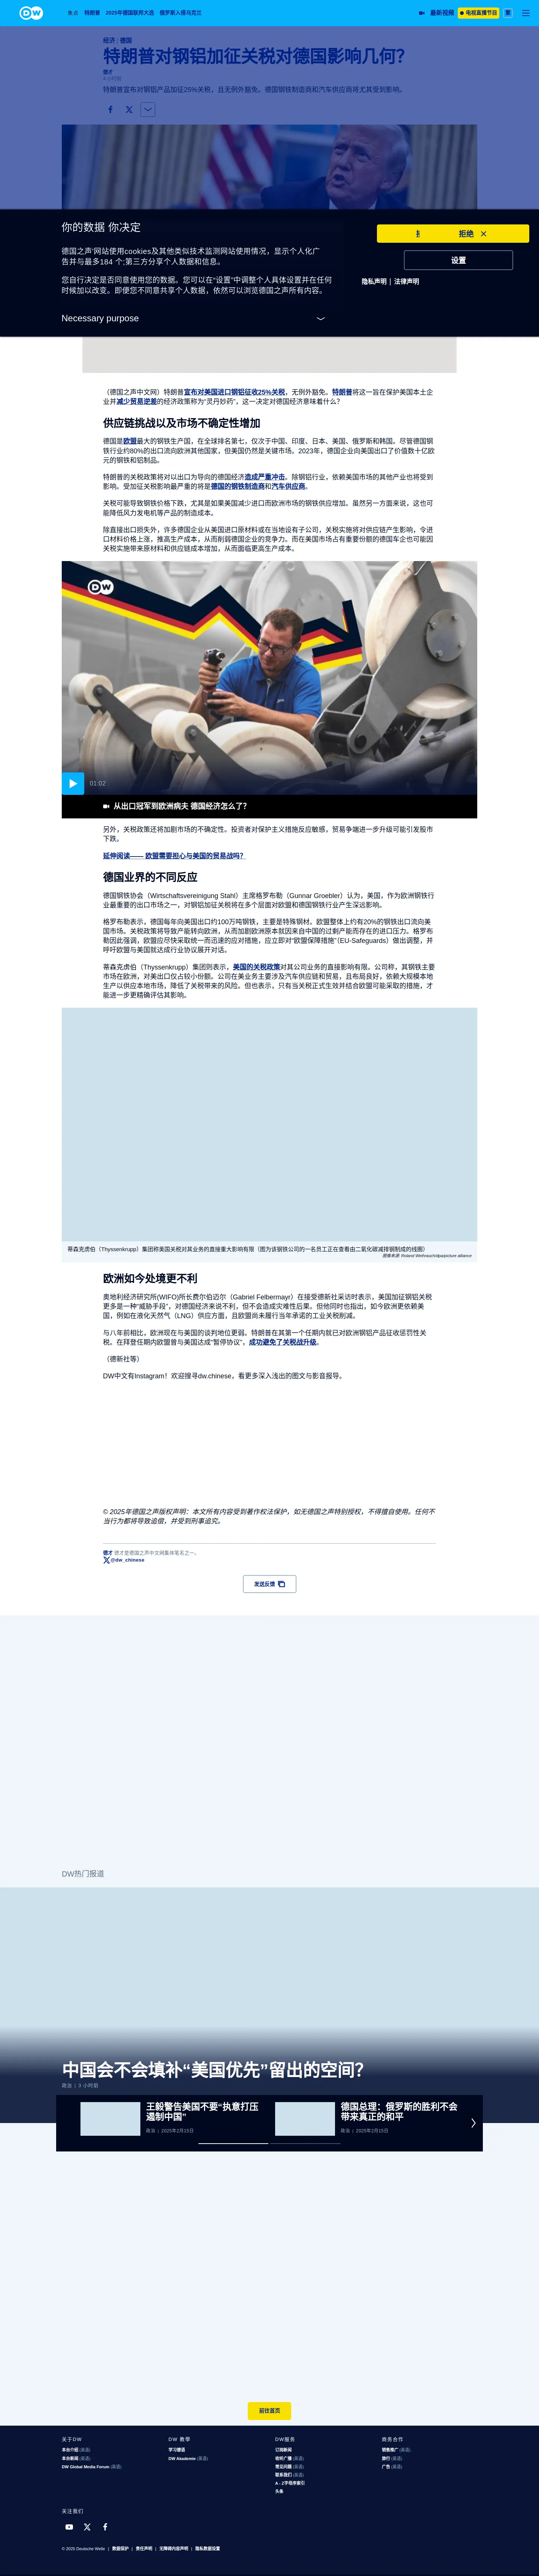 DW 焦点 特朗普 2025年德国联邦大选 俄罗斯入侵乌克兰 最新视频 电视直播节目 繁
经济 | 德国
特朗普对钢铝加征关税对德国影响几何？
德才
4 小时前
特朗普宣布对钢铝产品加征25%关税，且无例外豁免。德国钢铁制造商和汽车供应商将尤其受到影响。
你的数据 你决定
德国之声“网站使用cookies及其他类似技术监测网站使用情况，显示个人化广
告并与最多184 个;第三方分享个人数据和信息。
您自行决定是否同意使用您的数据。您可以在“设置”中调整个人具体设置并在任何
时候加以改变。即便您不同意共享个人数据，依然可以浏览德国之声所有内容。
Necessary purpose
拒绝
设置
隐私声明 | 法律声明
（德国之声中文网）特朗普宣布对美国进口钢铝征收25%关税，无例外豁免。特朗普将这一旨在保护美国本土企
业并减少贸易逆差的经济政策称为“灵丹妙药”。这一决定对德国经济意味着什么？
供应链挑战以及市场不确定性增加
德国是欧盟最大的钢铁生产国，在全球排名第七，仅次于中国、印度、日本、美国、俄罗斯和韩国。尽管德国钢
铁行业约80%的出口流向欧洲其他国家，但美国仍然是关键市场。2023年，德国企业向美国出口了价值数十亿欧
元的钢铁和铝制品。
特朗普的关税政策将对以出口为导向的德国经济造成严重冲击。除钢铝行业，依赖美国市场的其他产业也将受到
影响。受加征关税影响最严重的将是德国的钢铁制造商和汽车供应商。
关税可能导致钢铁价格下跌，尤其是如果美国减少进口而欧洲市场的钢铁供应增加。虽然另一方面来说，这也可
能降低风力发电机等产品的制造成本。
除直接出口损失外，许多德国企业从美国进口原材料或在当地设有子公司，关税实施将对供应链产生影响，令进
口材料价格上涨，推高生产成本，从而削弱德国企业的竞争力。而在美国市场占有重要份额的德国车企也可能因
关税实施带来原材料和供应链成本增加，从而面临更高生产成本。
DW
01:02
从出口冠军到欧洲病夫 德国经济怎么了？
另外，关税政策还将加剧市场的不确定性。投资者对保护主义措施反应敏感，贸易争端进一步升级可能引发股市
下跌。
延伸阅读—— 欧盟需要担心与美国的贸易战吗？
德国业界的不同反应
德国钢铁协会（Wirtschaftsvereinigung Stahl）主席格罗布勒（Gunnar Groebler）认为，美国，作为欧洲钢铁行
业最重要的出口市场之一，对钢铝加征关税将在多个层面对欧盟和德国钢铁行业产生深远影响。
格罗布勒表示，德国每年向美国出口约100万吨钢铁，主要是特殊钢材。欧盟整体上约有20%的钢铁出口流向美
国市场。因关税政策将导致产能转向欧洲，从而加剧欧洲原本就因来自中国的过剩产能而存在的进口压力。格罗布
勒因此强调，欧盟应尽快采取统一而迅速的应对措施，应立即对“欧盟保障措施”（EU-Safeguards）做出调整，并
呼吁欧盟与美国就达成行业协议展开对话。
蒂森克虏伯（Thyssenkrupp）集团则表示，美国的关税政策对其公司业务的直接影响有限。公司称，其钢铁主要
市场在欧洲，对美出口仅占较小份额。公司在美业务主要涉及汽车供应链和贸易，且布局良好，依赖大规模本地
生产以供应本地市场，降低了关税带来的风险。但也表示，只有当关税正式生效并结合欧盟可能采取的措施，才
能进一步更精确评估其影响。
蒂森克虏伯（Thyssenkrupp）集团称美国关税对其业务的直接重大影响有限（图为该钢铁公司的一名员工正在查看由二氧化碳减排钢制成的线圈）
图像来源: Roland Weihrauch/dpa/picture alliance
欧洲如今处境更不利
奥地利经济研究所(WIFO)所长费尔伯迈尔（Gabriel Felbermayr）在接受德新社采访时表示，美国加征钢铝关税
更多是一种“威胁手段”，对德国经济来说不利，但不会造成灾难性后果。但他同时也指出，如今欧洲更依赖美
国，例如在液化天然气（LNG）供应方面，且欧盟尚未履行当年承诺的工业关税削减。
与八年前相比，欧洲现在与美国的谈判地位更弱。特朗普在其第一个任期内就已对欧洲钢铝产品征收惩罚性关
税。在拜登任期内欧盟曾与美国达成“暂停协议”，成功避免了关税战升级。
（德新社等）
DW中文有Instagram！欢迎搜寻dw.chinese，看更多深入浅出的图文与影音报导。
© 2025年德国之声版权声明：本文所有内容受到著作权法保护，如无德国之声特别授权，不得擅自使用。任何不
当行为都将导致追偿，并受到刑事追究。
德才 德才是德国之声中文网集体笔名之一。
@dw_chinese
发送反馈
DW热门报道
中国会不会填补“美国优先”留出的空间？
政治 | 3 小时前
王毅警告美国不要“执意打压
遏制中国”
政治 | 2025年2月15日
德国总理：俄罗斯的胜利不会
带来真正的和平
政治 | 2025年2月15日
前往首页
关于DW
本台介绍 (英语)
本台新闻 (英语)
DW Global Media Forum (英语)
DW 教学
学习德语
DW Akademie (英语)
DW服务
订阅新闻
收听广播 (英语)
常见问题 (英语)
联系我们 (英语)
A - Z字母序索引
头条
商务合作
销售推广 (英语)
旅行 (英语)
广告 (英语)
关注我们
© 2025 Deutsche Welle | 数据保护 | 责任声明 | 无障碍内容声明 | 隐私数据设置